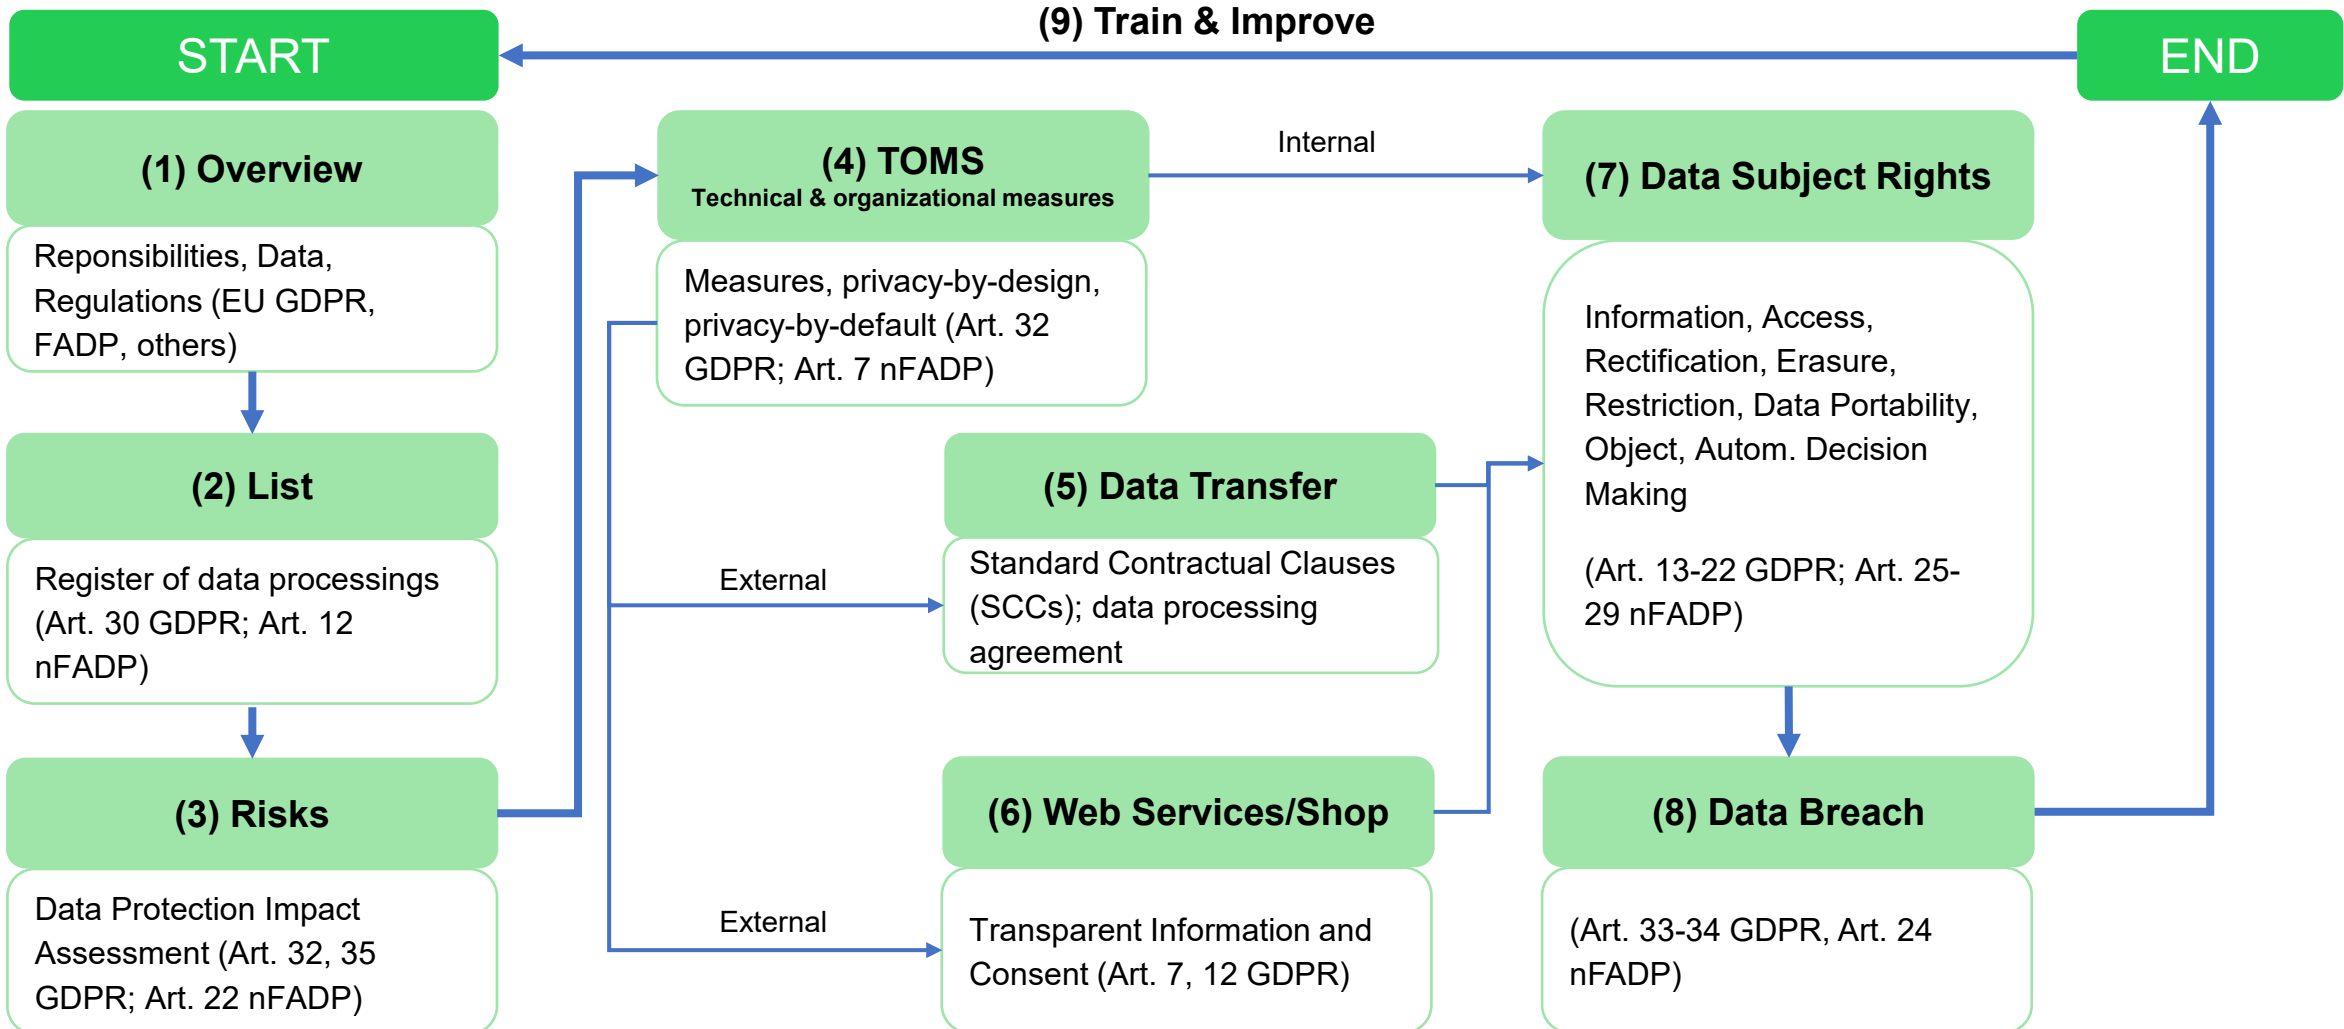 (9) Train & Improve
START
END
(1) Overview
Reponsibilities, Data,
Regulations (EU GDPR,
FADP, others)
(2) List
Register of data processings
(Art. 30 GDPR; Art. 12
nFADP)
(3) Risks
Data Protection Impact
Assessment (Art. 32, 35
GDPR; Art. 22 nFADP)
(4) TOMS
Technical & organizational measures
Measures, privacy-by-design,
privacy-by-default (Art. 32
GDPR; Art. 7 nFADP)
Internal
External
(5) Data Transfer
Standard Contractual Clauses
(SCCs); data processing
agreement
External
(6) Web Services/Shop
Transparent Information and
Consent (Art. 7, 12 GDPR)
(7) Data Subject Rights
Information, Access,
Rectification, Erasure,
Restriction, Data Portability,
Object, Autom. Decision
Making
(Art. 13-22 GDPR; Art. 25-
29 nFADP)
(8) Data Breach
(Art. 33-34 GDPR, Art. 24
nFADP)